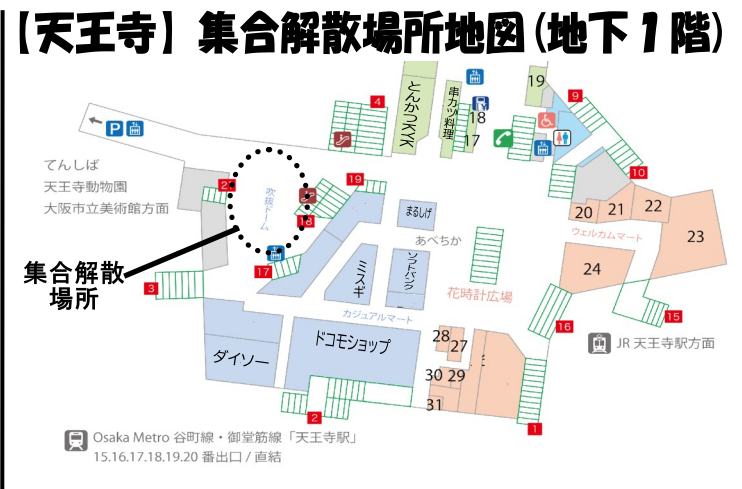 【天王寺】集合解散場所地図(地下1階)
4
9
19
とんかつKYK
串カツ料理
18
17
P
10
てんしば
天王寺動物園
大阪市立美術館方面
吹抜ドーム
19
18
まるしげ
あべちか
20
21
22
23
ウェルカムマート
24
集合解散
場所
17
3
ミスギ
ソフトバンク
花時計広場
カジュアルマート
16
15
JR 天王寺駅方面
ダイソー
ドコモショップ
28
27
30
29
31
2
1
Osaka Metro 谷町線・御堂筋線「天王寺駅」
15.16.17.18.19.20 番出口 / 直結